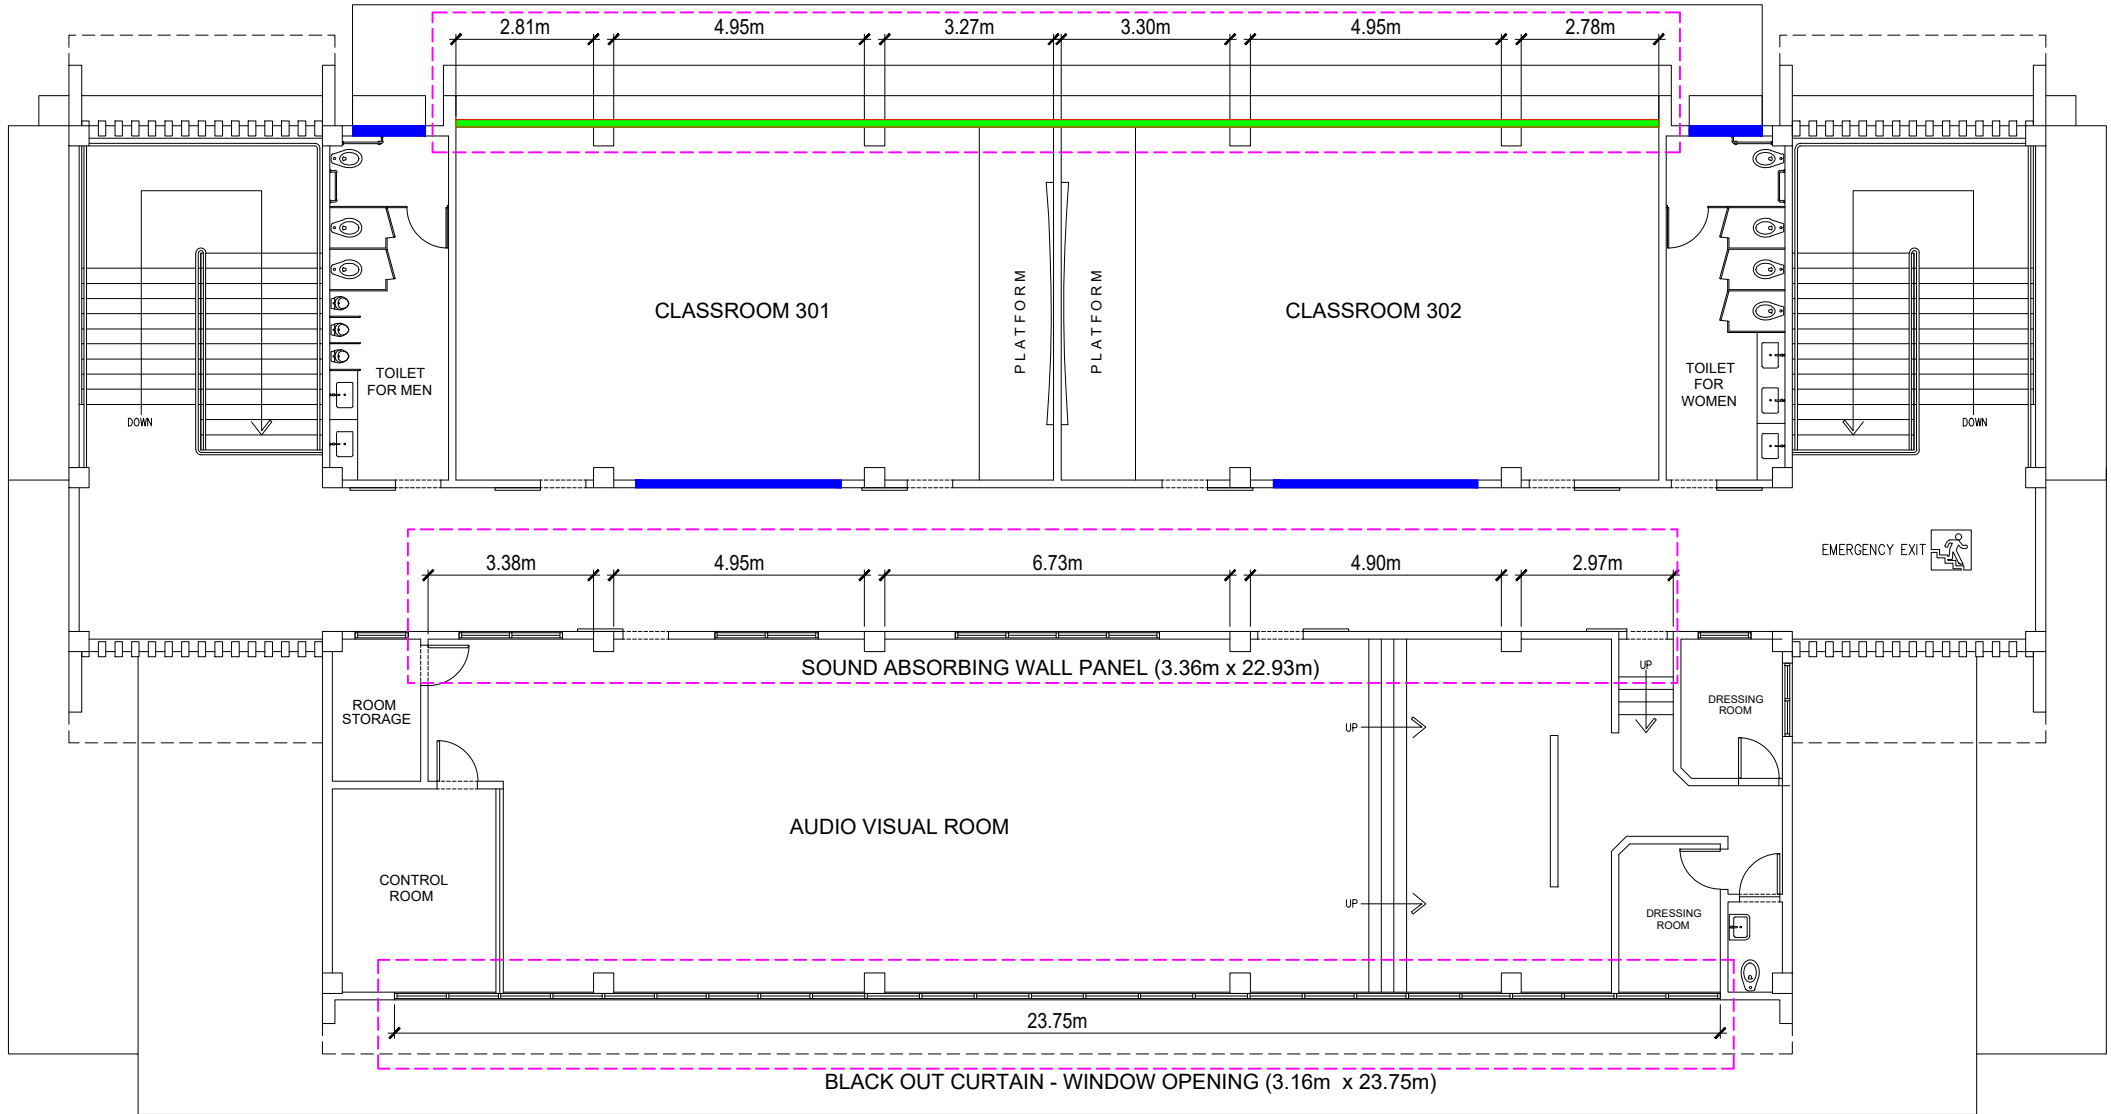 2.81m 4.95m 3.27m 3.30m 4.95m 2.78m
CLASSROOM 301
PLATFORM
PLATFORM
CLASSROOM 302
TOILET
FOR MEN
TOILET
FOR
WOMEN
DOWN
DOWN
EMERGENCY EXIT
3.38m 4.95m 6.73m 4.90m 2.97m
SOUND ABSORBING WALL PANEL (3.36m x 22.93m)
UP
ROOM
STORAGE
DRESSING
ROOM
UP
AUDIO VISUAL ROOM
CONTROL
ROOM
UP
DRESSING
ROOM
23.75m
BLACK OUT CURTAIN - WINDOW OPENING (3.16m x 23.75m)